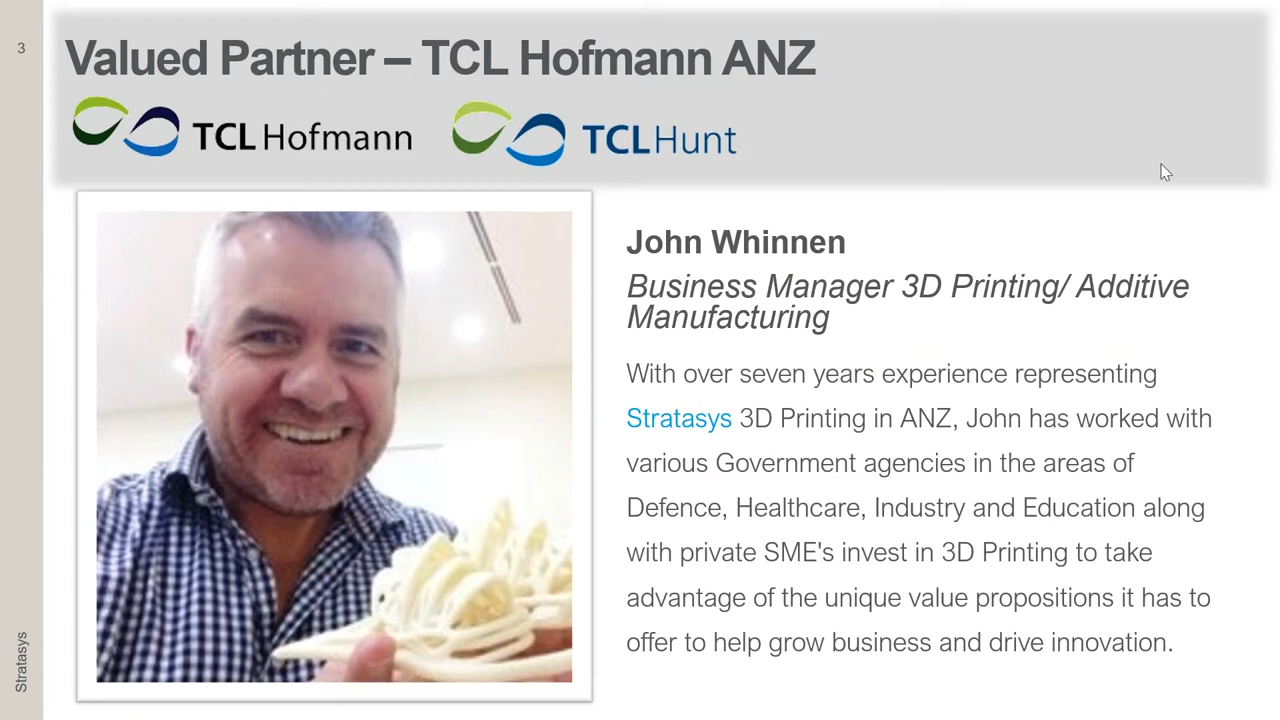 3
Valued Partner – TCL Hofmann ANZ
TCL Hofmann
TCL Hunt
John Whinnen
Business Manager 3D Printing/ Additive
Manufacturing
With over seven years experience representing
Stratasys 3D Printing in ANZ, John has worked with
various Government agencies in the areas of
Defence, Healthcare, Industry and Education along
with private SME's invest in 3D Printing to take
advantage of the unique value propositions it has to
offer to help grow business and drive innovation.
Stratasys